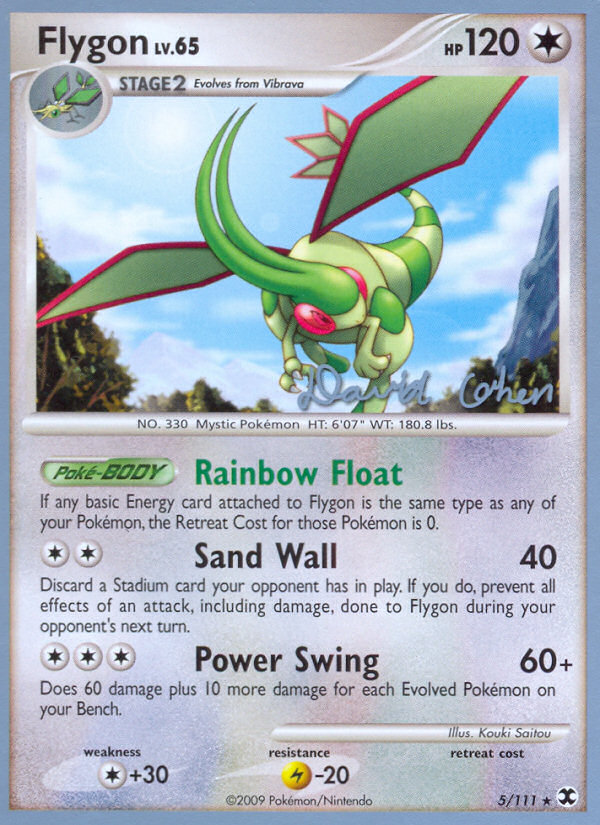 Flygon LV.65 HP 120
STAGE 2 Evolves from Vibrava
David Cohen
NO. 330 Mystic Pokémon HT: 6'07" WT: 180.8 lbs.
Poké-BODY Rainbow Float
If any basic Energy card attached to Flygon is the same type as any of
your Pokémon, the Retreat Cost for those Pokémon is 0.
Sand Wall 40
Discard a Stadium card your opponent has in play. If you do, prevent all
effects of an attack, including damage, done to Flygon during your
opponent's next turn.
Power Swing 60+
Does 60 damage plus 10 more damage for each Evolved Pokémon on
your Bench.
Illus. Kouki Saitou
weakness resistance retreat cost
+30 -20
©2009 Pokémon/Nintendo 5/111 ★